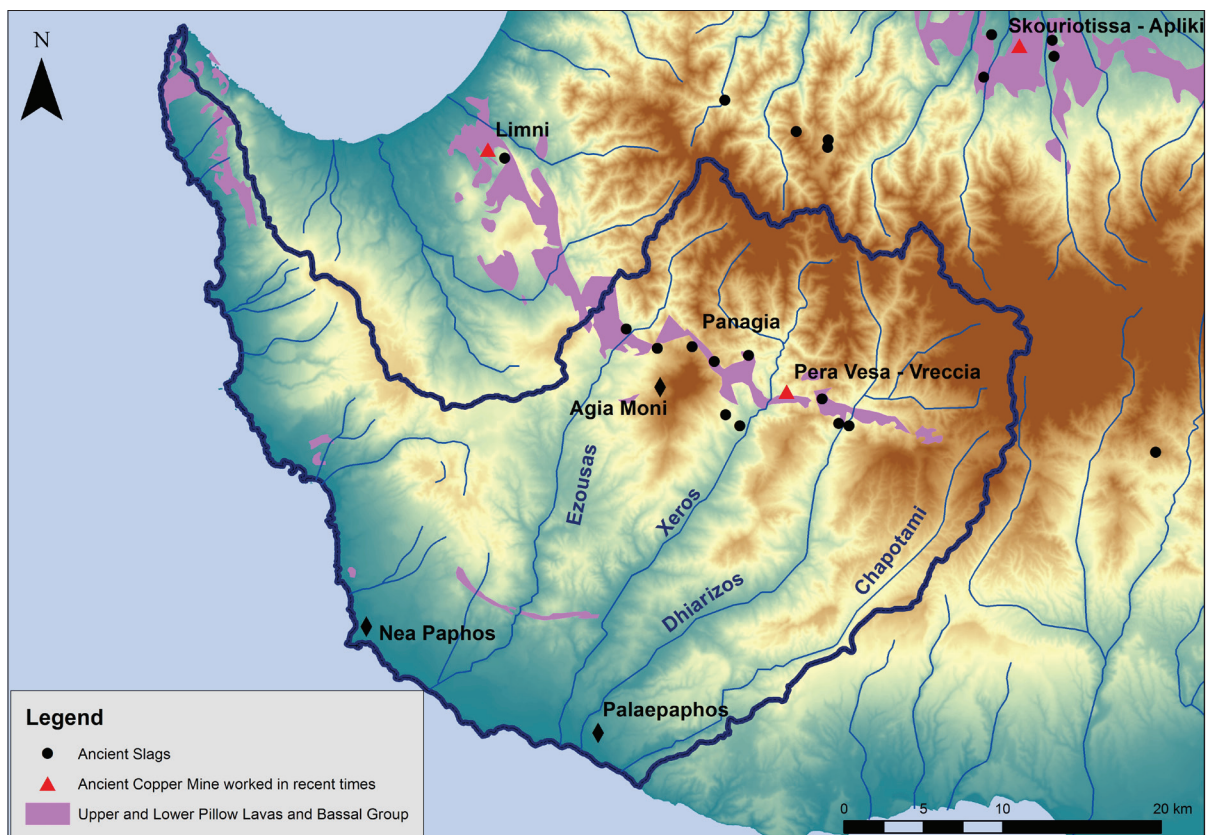 N
Skouriotissa - Apliki
Limni
Panagia
Pera Vesa - Vreccia
Agia Moni
Ezousas
Xeros
Dhiarizos
Chapotami
Nea Paphos
Palaepaphos
Legend
Ancient Slags
Ancient Copper Mine worked in recent times
Upper and Lower Pillow Lavas and Bassal Group
0 5 10 20 km